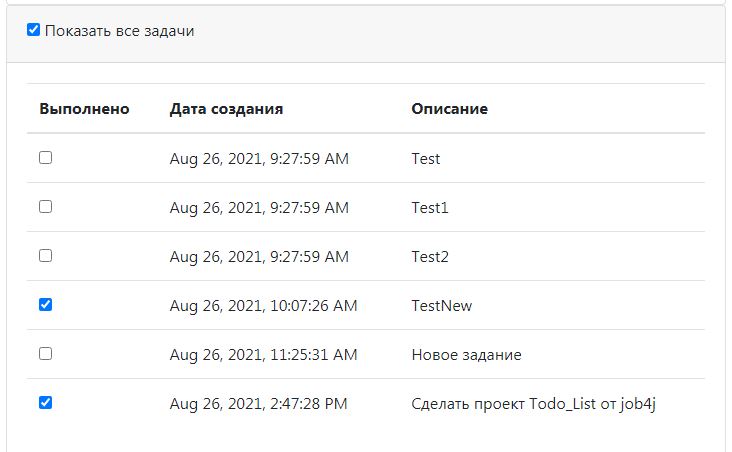 Показать все задачи
Выполнено Дата создания Описание
Aug 26, 2021, 9:27:59 AM Test
Aug 26, 2021, 9:27:59 AM Test1
Aug 26, 2021, 9:27:59 AM Test2
Aug 26, 2021, 10:07:26 AM TestNew
Aug 26, 2021, 11:25:31 AM Новое задание
Aug 26, 2021, 2:47:28 PM Сделать проект Todo_List от job4j